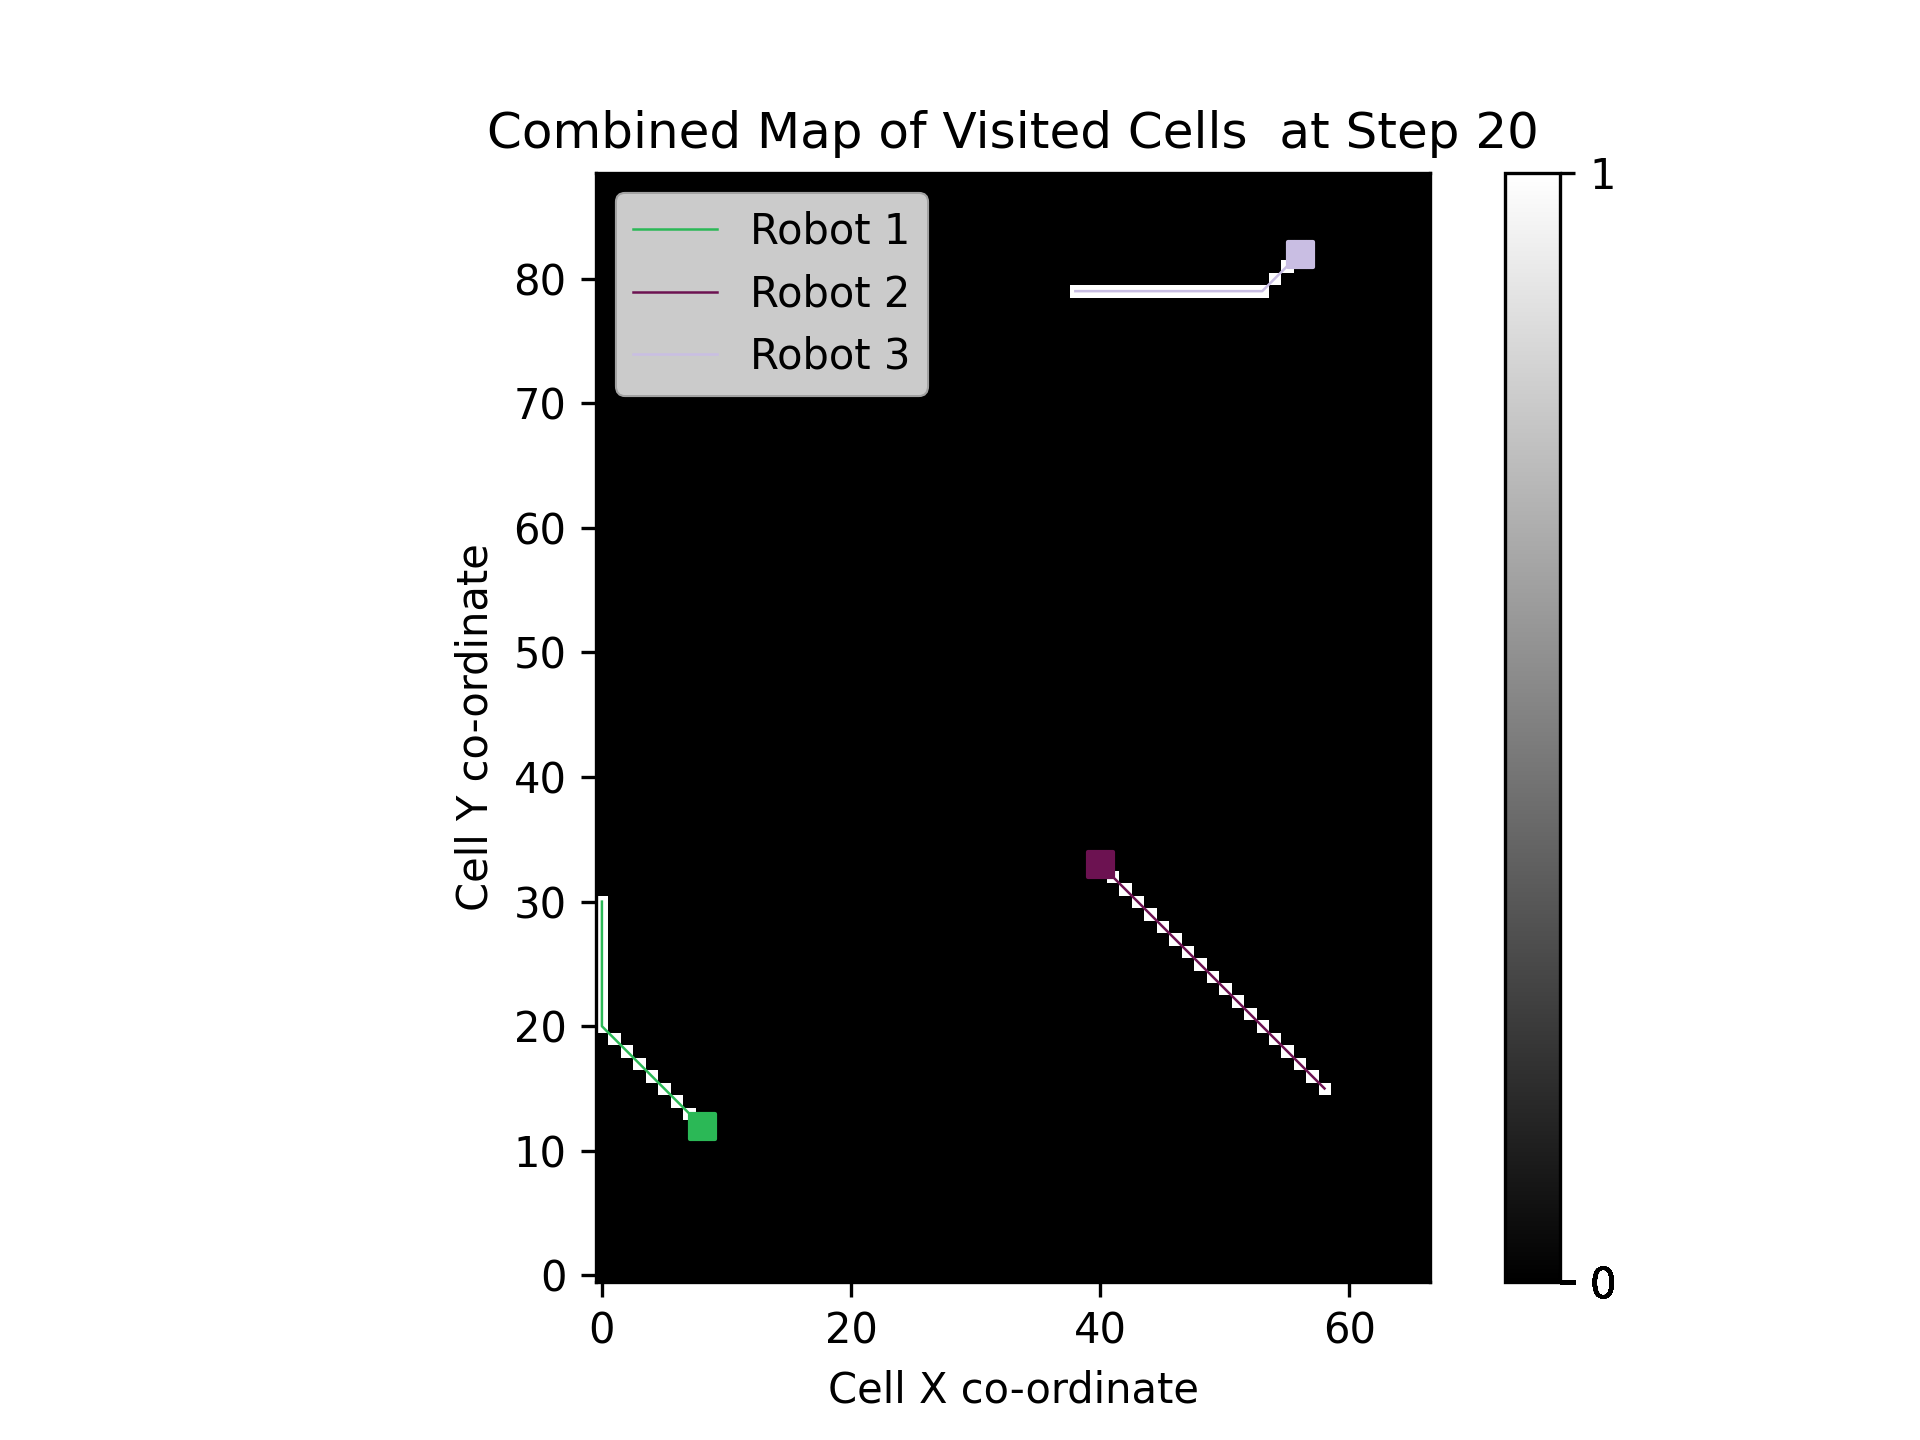 Combined Map of Visited Cells  at Step 20
Robot 1
Robot 2
Robot 3
Cell Y co-ordinate
80
70
60
50
40
30
20
10
0
0 20 40 60
Cell X co-ordinate
1
0